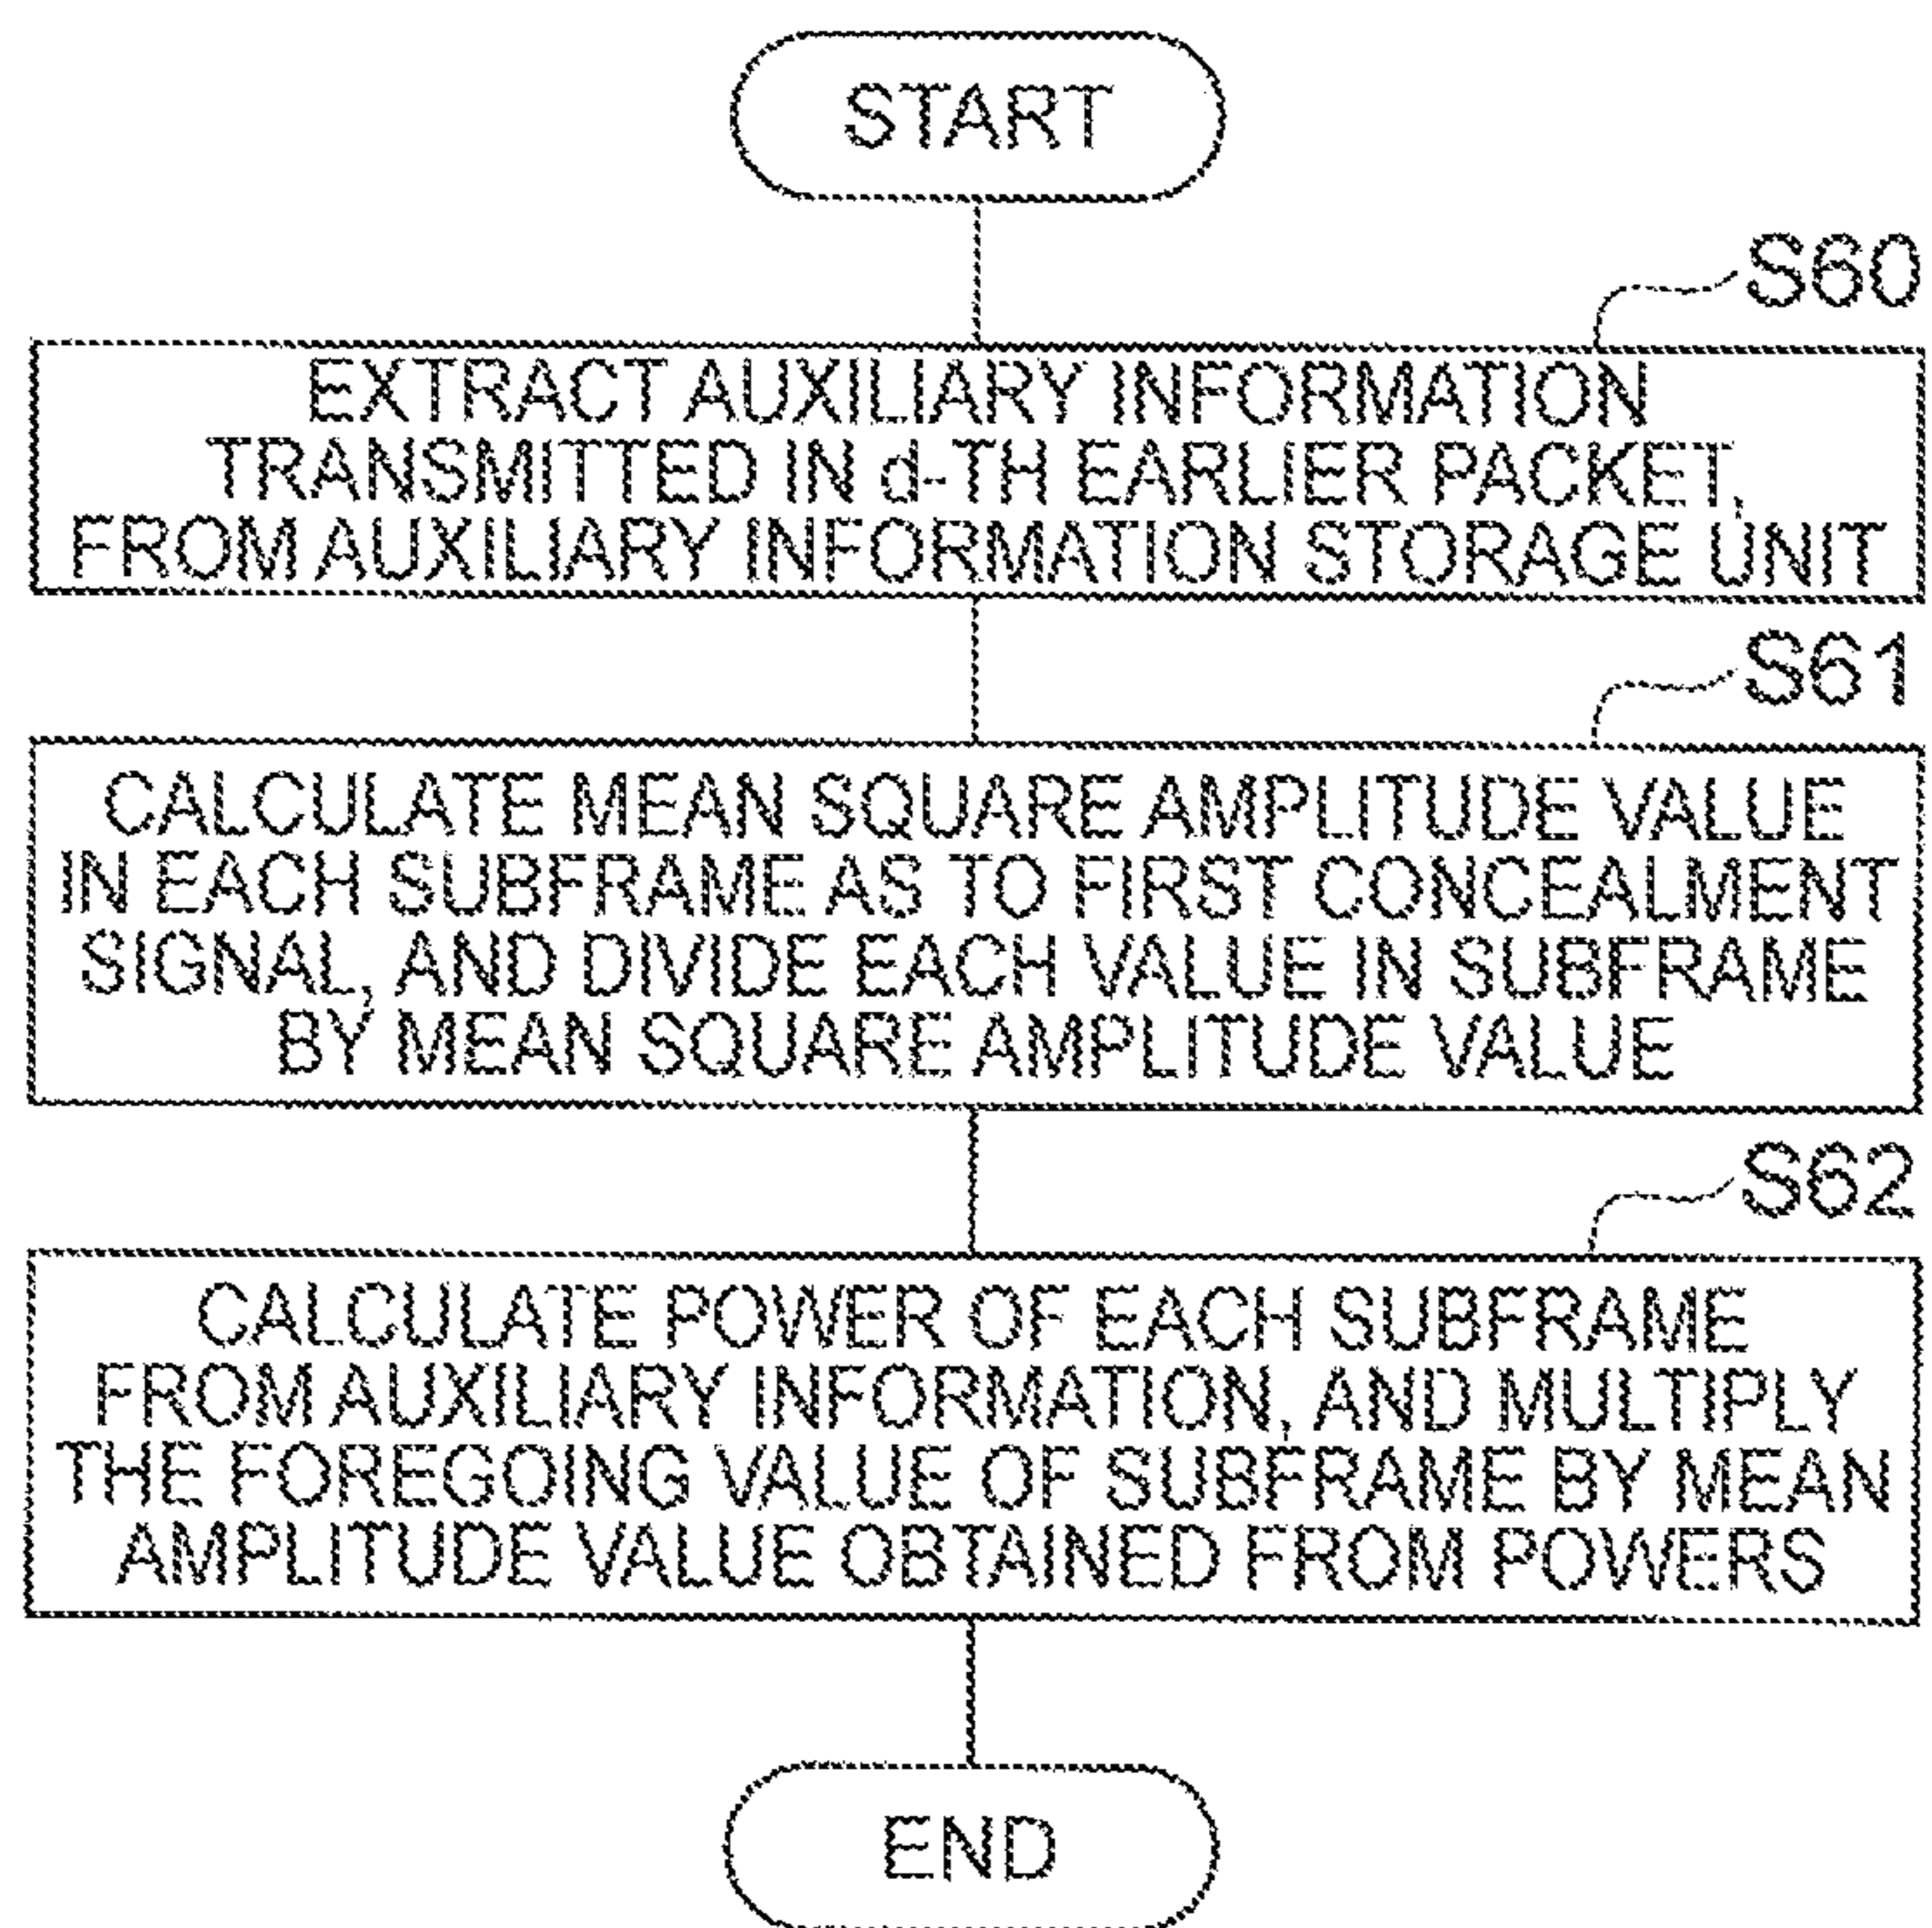 START
S60
EXTRACT AUXILIARY INFORMATION
TRANSMITTED IN d-TH EARLIER PACKET,
FROM AUXILIARY INFORMATION STORAGE UNIT
S61
CALCULATE MEAN SQUARE AMPLITUDE VALUE
IN EACH SUBFRAME AS TO FIRST CONCEALMENT
SIGNAL, AND DIVIDE EACH VALUE IN SUBFRAME
BY MEAN SQUARE AMPLITUDE VALUE
S62
CALCULATE POWER OF EACH SUBFRAME
FROM AUXILIARY INFORMATION, AND MULTIPLY
THE FOREGOING VALUE OF SUBFRAME BY MEAN
AMPLITUDE VALUE OBTAINED FROM POWERS
END